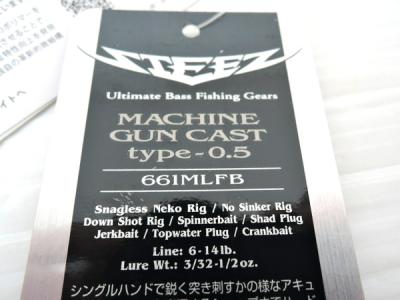 STEEZ
Ultimate Bass Fishing Gears
MACHINE
GUN CAST
type-0.5
661MLFB
Snagless Neko Rig / No Sinker Rig
Down Shot Rig / Spinnerbait / Shad Plug
Jerkbait / Topwater Plug / Crankbait
Line: 6-14lb.
Lure Wt.: 3/32-1/2oz.
シングルハンドで鋭く突き刺すかの様なアキュ
イトへ